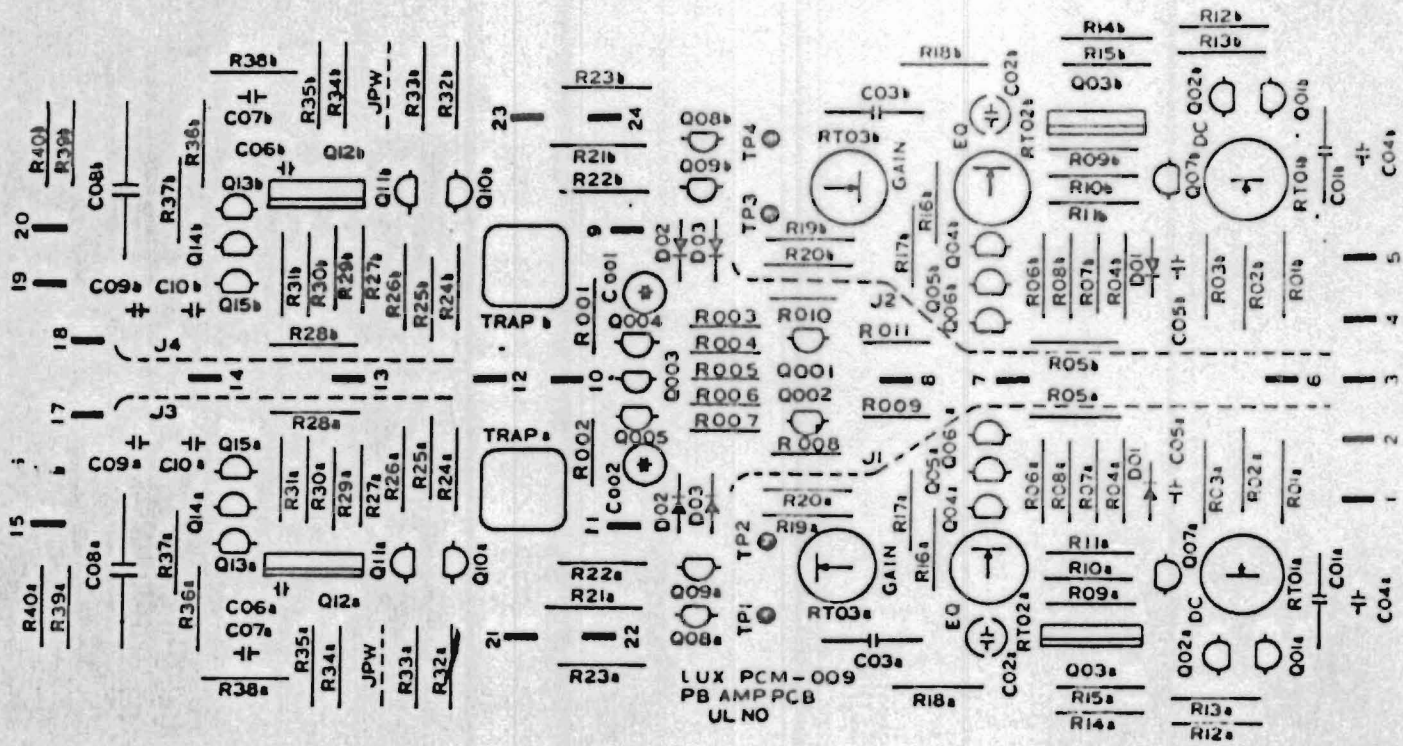 R12b
R13b
R14b
R15b
Q03b
Q02b
Q01b
R18b
C02b
C03b
R23b
R38b
C07b
R35b
R34b
JPW
R33b
R32b
R40b
R39b
C08b
R36b
R37b
C06b
Q12b
Q13b
Q11b
Q10b
23
24
R21b
R22b
Q08b
Q09b
TP4
TP3
RT03b
GAIN
EQ
RT02b
R09b
R10b
R11b
Q07b
DC
RT01b
C01b
C04b
20
19
Q14b
Q15b
C09b
C10b
R31b
R30b
R29b
R27b
R26b
R25b
R24b
TRAP b
9
C001
D02
D03
R19b
R20b
R17b
R16b
Q05b
Q04b
Q06b
R06b
R08b
R07b
R04b
D01
C05b
R03b
R02b
R01b
5
4
18
J4
R28b
R001
Q004
R003
R004
R005
R006
R007
R010
J2
R011
R05b
14
13
12
10
Q003
Q001
Q002
8
7
6
3
17
J3
R28a
TRAP a
R002
Q005
R008
R009
J1
R05a
2
1
C09a
C10a
Q15a
Q14a
R31a
R30a
R29a
R27a
R26a
R25a
R24a
C002
D02
D03
R20a
R19a
R17a
R16a
Q05a
Q04a
Q06a
R06a
R08a
R07a
R04a
D01
C05a
R03a
R02a
R01a
15
C08a
R37a
R36a
Q13a
Q12a
Q11a
Q10a
11
TP2
TP1
RT03a
GAIN
EQ
RT02a
R11a
R10a
R09a
Q07a
DC
RT01a
C01a
C04a
R40a
R39a
C06a
C07a
R38a
R35a
R34a
JPW
R33a
R32a
21
22
R22a
R21a
R23a
Q09a
Q08a
C03a
C02a
R18a
Q03a
Q02a
Q01a
R15a
R14a
R13a
R12a
LUX PCM-009
PB AMP PCB
UL NO